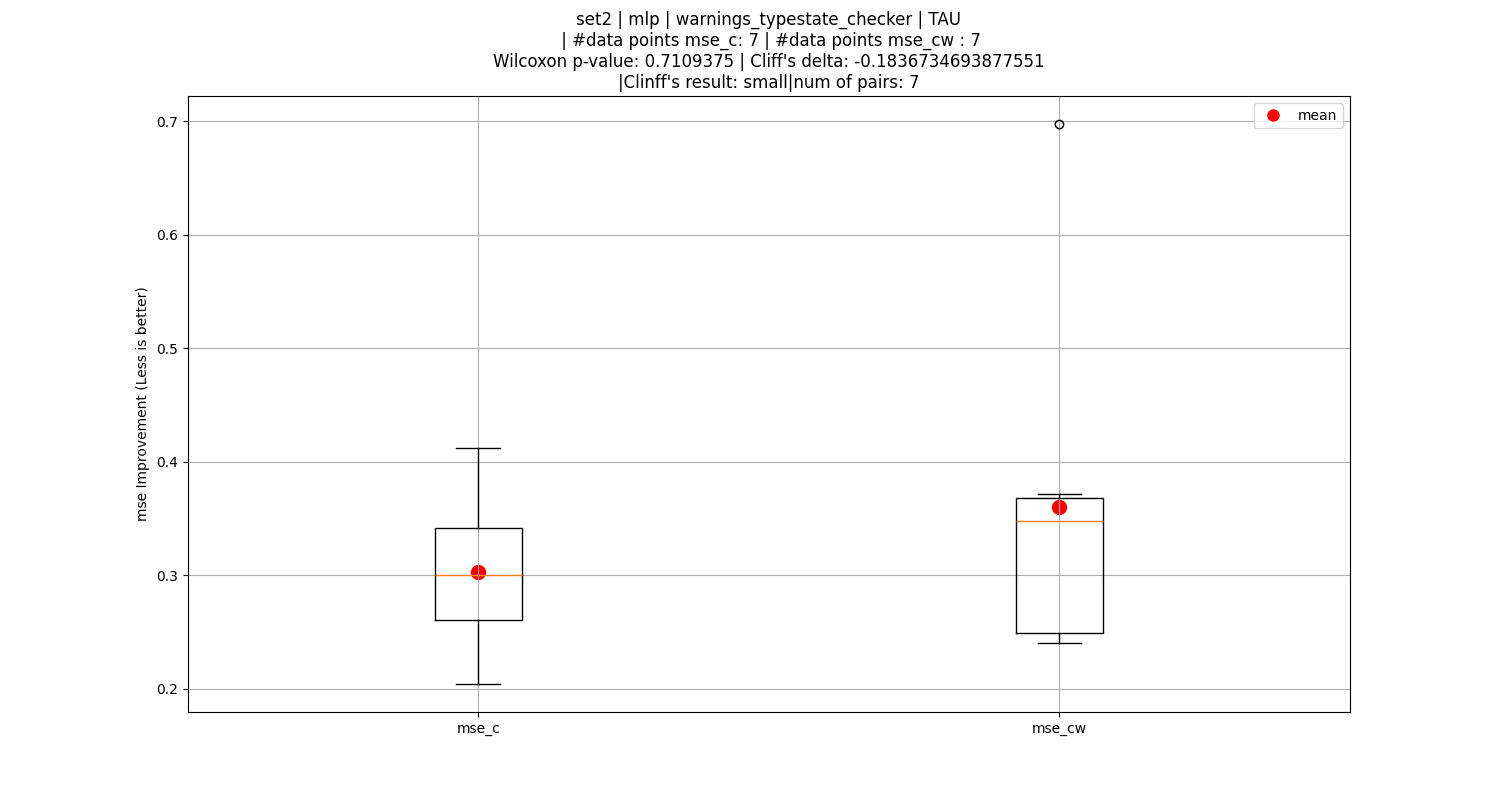 set2 | mlp | warnings_typestate_checker | TAU
| #data points mse_c: 7 | #data points mse_cw : 7
Wilcoxon p-value: 0.7109375 | Cliff's delta: -0.1836734693877551
|Clinff's result: small|num of pairs: 7
mean
0.7
0.6
0.5
0.4
0.3
0.2
mse Improvement (Less is better)
mse_c
mse_cw